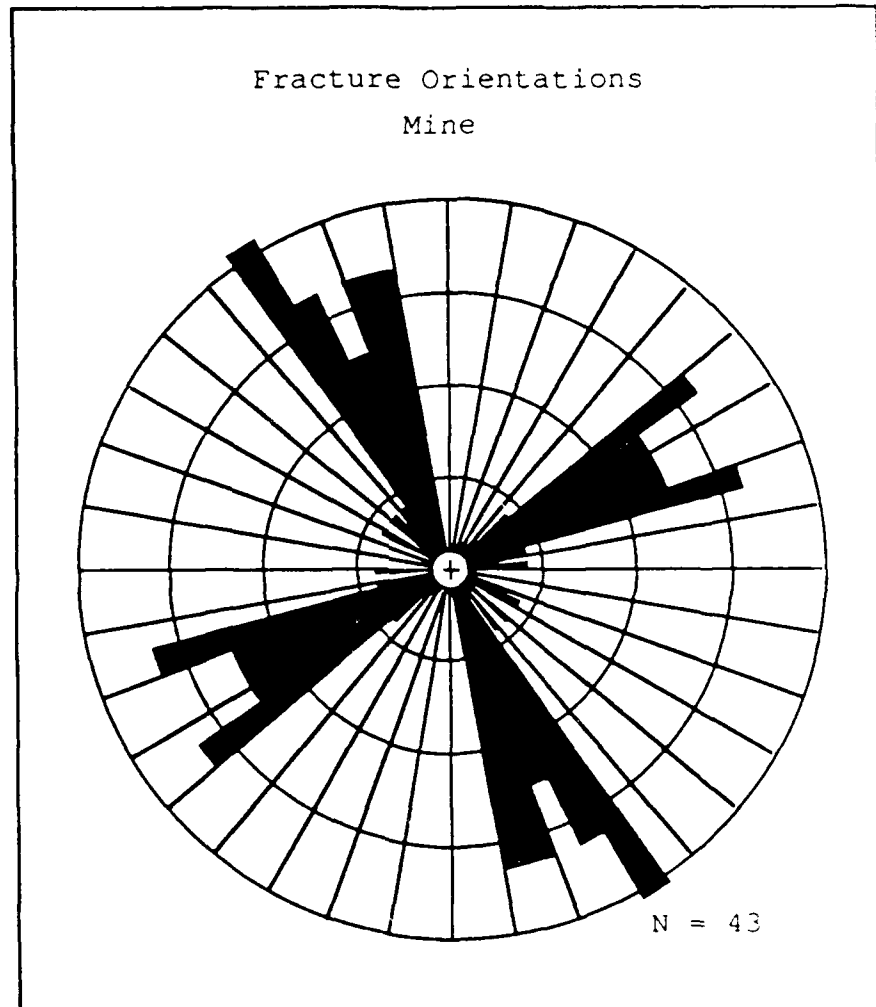 Fracture Orientations
Mine
N = 43